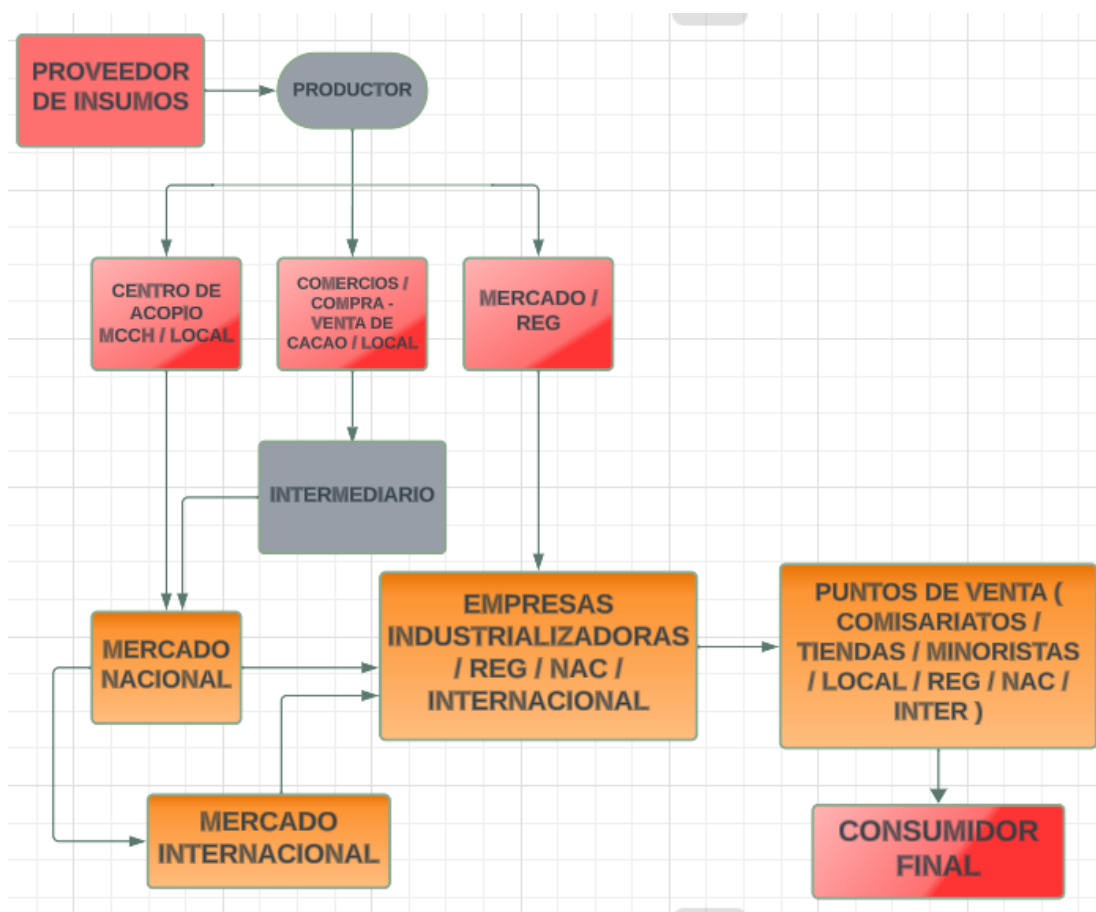 PROVEEDOR
DE INSUMOS
PRODUCTOR
CENTRO DE
ACOPIO
MCCH / LOCAL
COMERCIOS /
COMPRA -
VENTA DE
CACAO / LOCAL
MERCADO /
REG
INTERMEDIARIO
MERCADO
NACIONAL
EMPRESAS
INDUSTRIALIZADORAS
/ REG / NAC /
INTERNACIONAL
PUNTOS DE VENTA (
COMISARIATOS /
TIENDAS / MINORISTAS
/ LOCAL / REG / NAC /
INTER )
MERCADO
INTERNACIONAL
CONSUMIDOR
FINAL